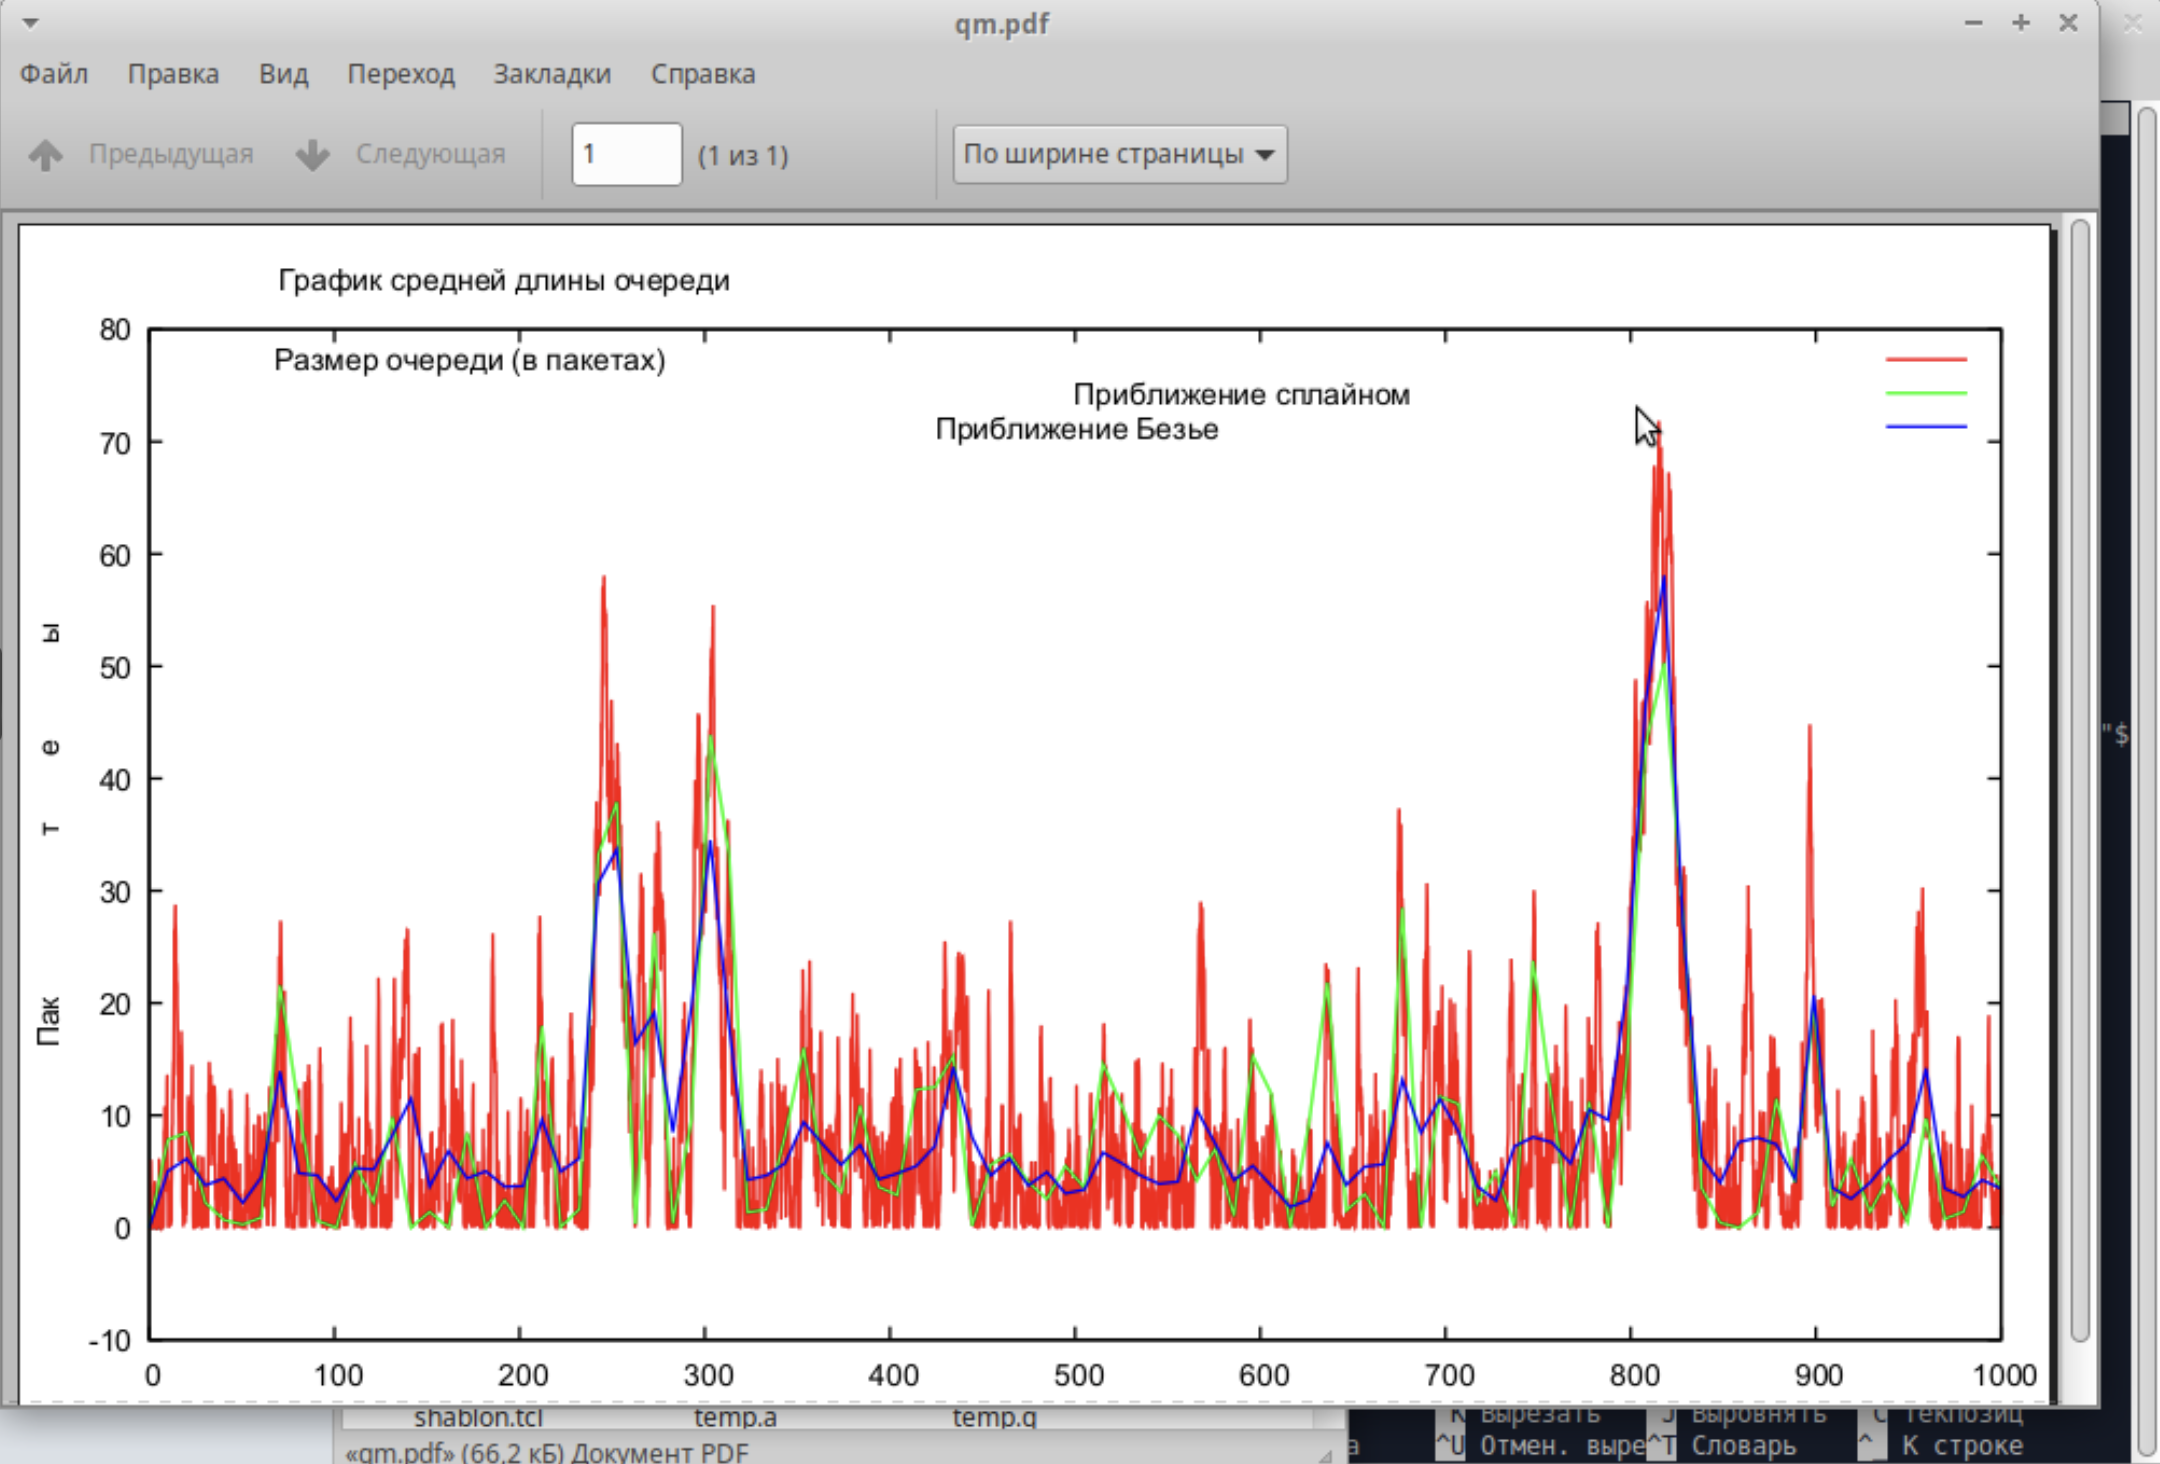 qm.pdf
Файл Правка Вид Переход Закладки Справка
Предыдущая Следующая 1 (1 из 1) По ширине страницы
График средней длины очереди
Размер очереди (в пакетах)
Приближение сплайном
Приближение Безье
80
70
60
50
40
30
20
10
0
-10
Пакеты
0 100 200 300 400 500 600 700 800 900 1000
"$
shablon.tcl temp.a temp.q
^K Вырезать ^J Выровнять ^C Текпозиц
«qm.pdf» (66,2 кБ) Документ PDF
а ^U Отмен. выре^T Словарь ^_ К строке